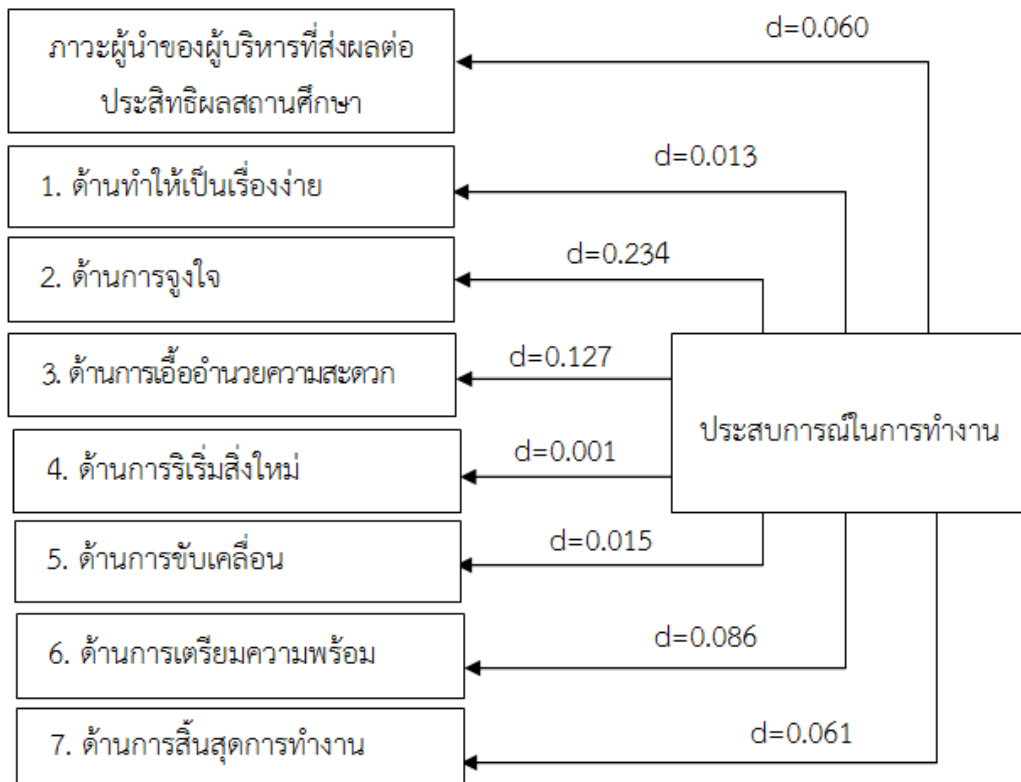 ภาวะผู้นำของผู้บริหารที่ส่งผลต่อ
ประสิทธิผลสถานศึกษา
d=0.060
1. ด้านทำให้เป็นเรื่องง่าย
d=0.013
2. ด้านการจูงใจ
d=0.234
3. ด้านการเอื้ออำนวยความสะดวก
d=0.127
ประสบการณ์ในการทำงาน
4. ด้านการริเริ่มสิ่งใหม่
d=0.001
5. ด้านการขับเคลื่อน
d=0.015
6. ด้านการเตรียมความพร้อม
d=0.086
7. ด้านการสิ้นสุดการทำงาน
d=0.061